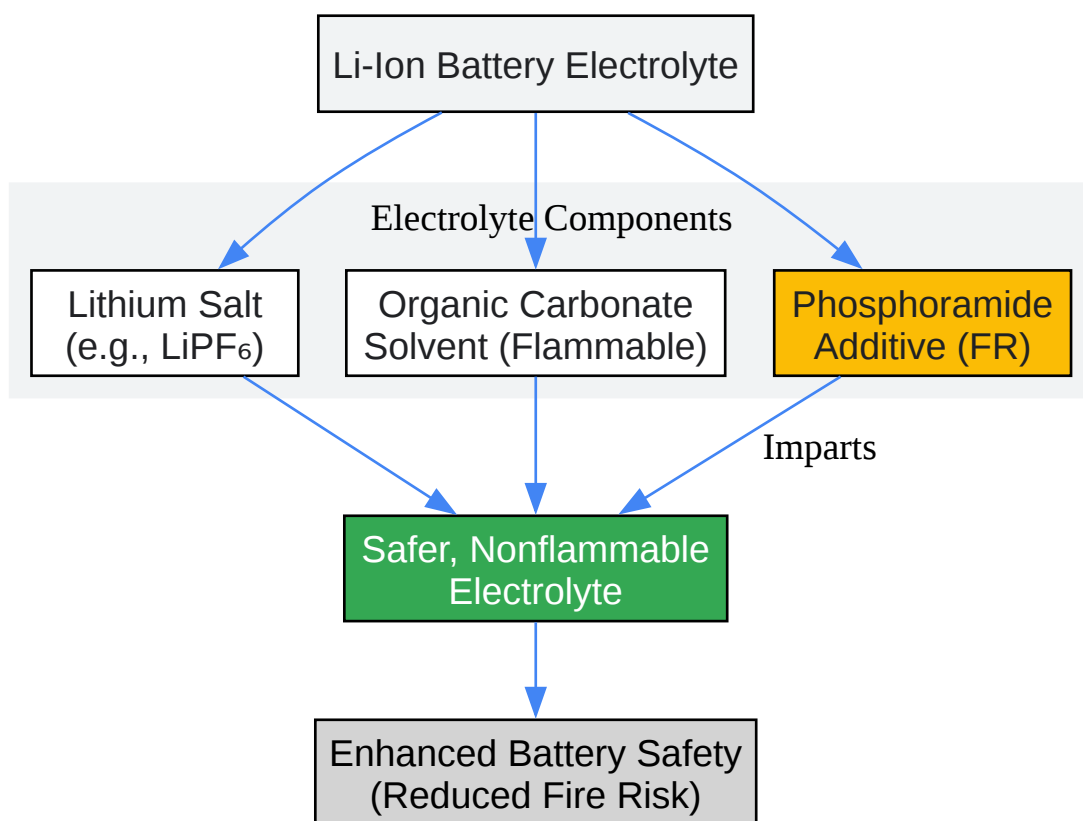 Li-Ion Battery Electrolyte
Electrolyte Components
Lithium Salt
(e.g., LiPF₆)
Organic Carbonate
Solvent (Flammable)
Phosphoramide
Additive (FR)
Imparts
Safer, Nonflammable
Electrolyte
Enhanced Battery Safety
(Reduced Fire Risk)